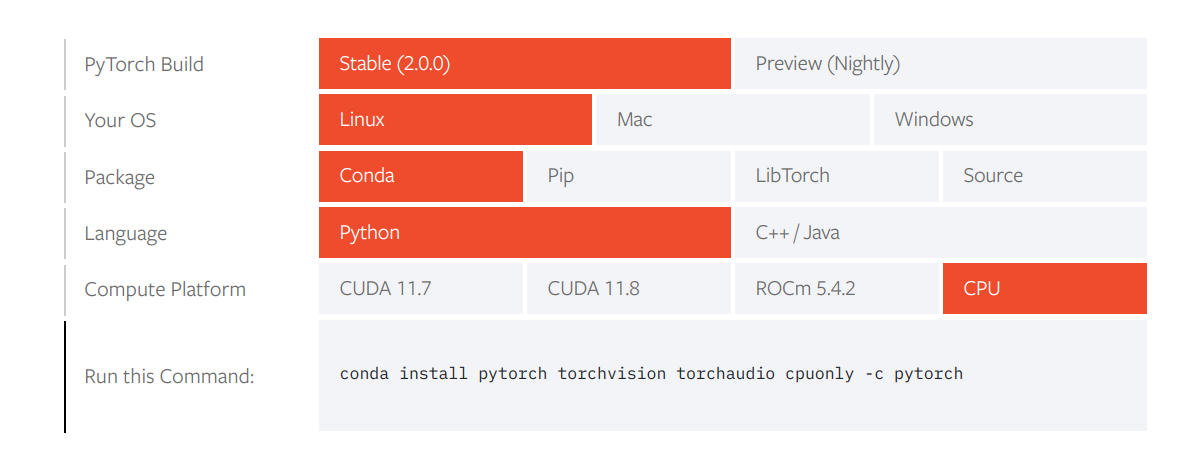 PyTorch Build Stable (2.0.0) Preview (Nightly)
Your OS Linux Mac Windows
Package Conda Pip LibTorch Source
Language Python C++ / Java
Compute Platform CUDA 11.7 CUDA 11.8 ROCm 5.4.2 CPU
Run this Command: conda install pytorch torchvision torchaudio cpuonly -c pytorch